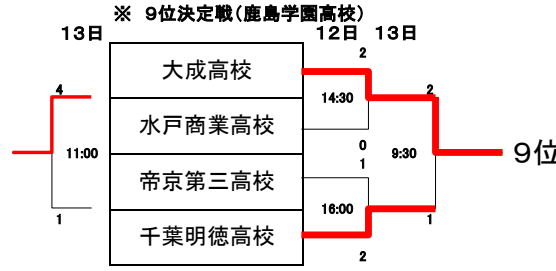 ※ 9位決定戦(鹿島学園高校)
13日 12日 13日
大成高校
水戸商業高校
帝京第三高校
千葉明徳高校
4
11:00
1
2
14:30
0
1
16:00
2
2
9:30
1
9位